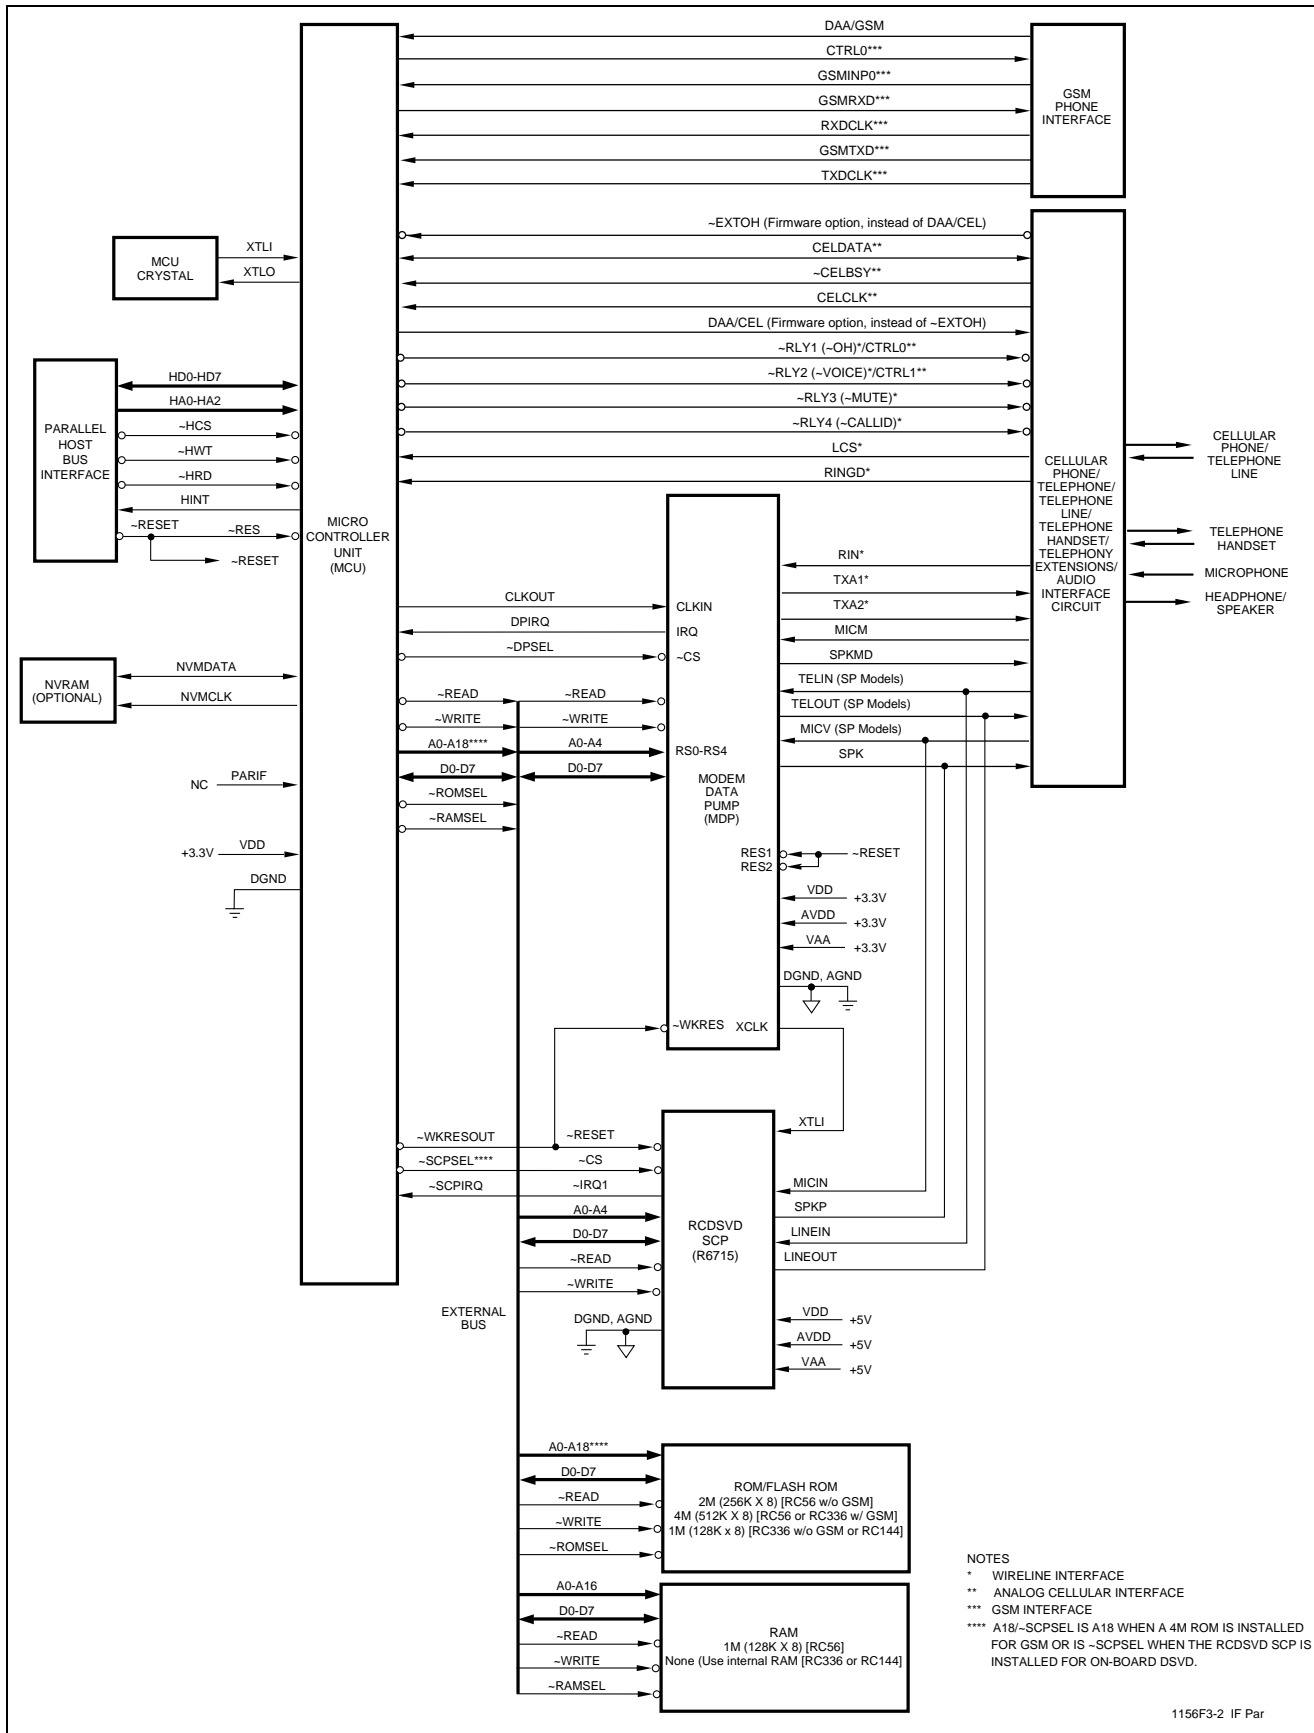 DAA/GSM
CTRL0***
GSMINP0***
GSMRXD***
RXDCLK***
GSMTXD***
TXDCLK***
GSM
PHONE
INTERFACE
~EXTOH (Firmware option, instead of DAA/CEL)
CELDATA**
~CELBSY**
CELCLK**
DAA/CEL (Firmware option, instead of ~EXTOH)
~RLY1 (~OH)*/CTRL0**
~RLY2 (~VOICE)*/CTRL1**
~RLY3 (~MUTE)*
~RLY4 (~CALLID)*
LCS*
RINGD*
MCU
CRYSTAL
XTLI
XTLO
PARALLEL
HOST
BUS
INTERFACE
HD0-HD7
HA0-HA2
~HCS
~HWT
~HRD
HINT
~RESET
~RES
~RESET
MICRO
CONTROLLER
UNIT
(MCU)
CELLULAR
PHONE/
TELEPHONE/
TELEPHONE
LINE/
TELEPHONE
HANDSET/
TELEPHONY
EXTENSIONS/
AUDIO
INTERFACE
CIRCUIT
CELLULAR
PHONE/
TELEPHONE
LINE
TELEPHONE
HANDSET
MICROPHONE
HEADPHONE/
SPEAKER
RIN*
TXA1*
TXA2*
MICM
SPKMD
TELIN (SP Models)
TELOUT (SP Models)
MICV (SP Models)
SPK
CLKOUT
DPIRQ
~DPSEL
CLKIN
IRQ
~CS
NVRAM
(OPTIONAL)
NVMDATA
NVMCLK
~READ
~READ
~WRITE
~WRITE
A0-A18****
A0-A4
RS0-RS4
D0-D7
D0-D7
~ROMSEL
~RAMSEL
MODEM
DATA
PUMP
(MDP)
NC
PARIF
+3.3V
VDD
DGND
RES1
RES2
~RESET
VDD
+3.3V
AVDD
+3.3V
VAA
+3.3V
DGND, AGND
~WKRES
XCLK
XTLI
~WKRESOUT
~RESET
~SCPSEL****
~CS
~SCPIRQ
~IRQ1
A0-A4
D0-D7
~READ
~WRITE
RCDSVD
SCP
(R6715)
MICIN
SPKP
LINEIN
LINEOUT
EXTERNAL
BUS
DGND, AGND
VDD
+5V
AVDD
+5V
VAA
+5V
A0-A18****
D0-D7
~READ
~WRITE
~ROMSEL
ROM/FLASH ROM
2M (256K X 8) [RC56 w/o GSM]
4M (512K X 8) [RC56 or RC336 w/ GSM]
1M (128K x 8) [RC336 w/o GSM or RC144]
A0-A16
D0-D7
~READ
~WRITE
~RAMSEL
RAM
1M (128K X 8) [RC56]
None (Use internal RAM [RC336 or RC144]
NOTES
* WIRELINE INTERFACE
** ANALOG CELLULAR INTERFACE
*** GSM INTERFACE
**** A18/~SCPSEL IS A18 WHEN A 4M ROM IS INSTALLED
FOR GSM OR IS ~SCPSEL WHEN THE RCDSVD SCP IS
INSTALLED FOR ON-BOARD DSVD.
1156F3-2 IF Par